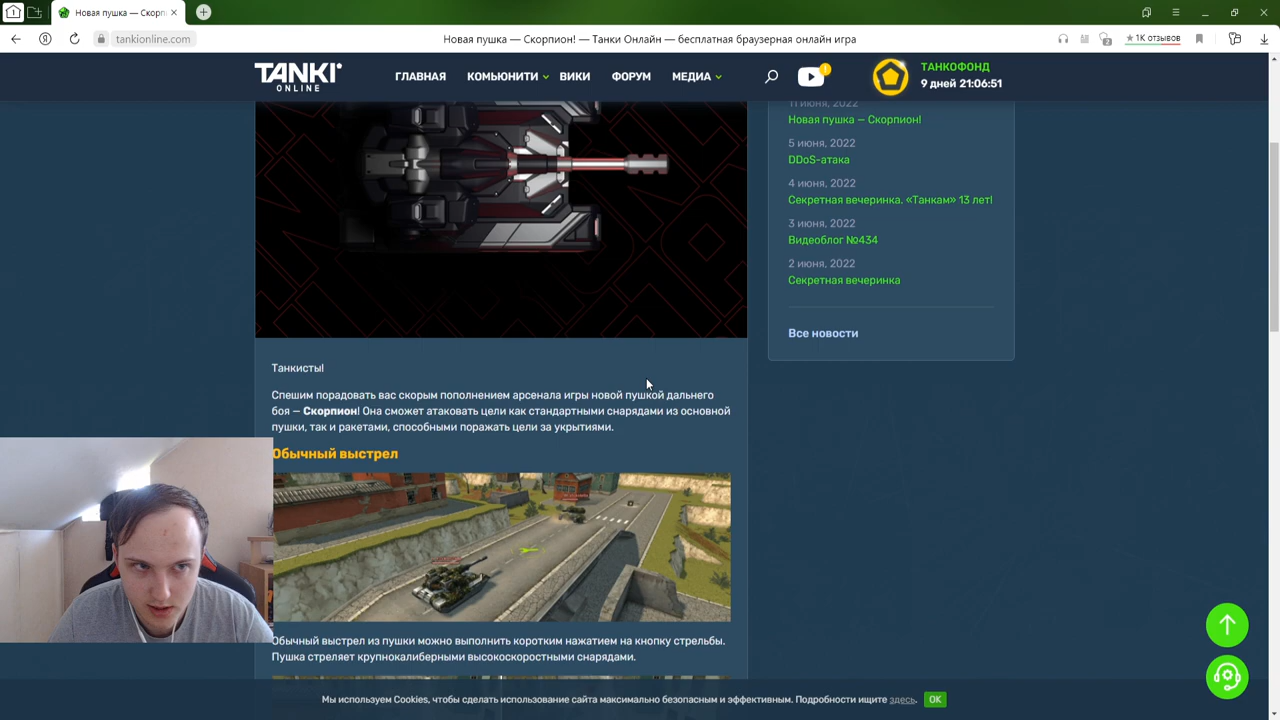 Новая пушка — Скорп
tankionline.com
Новая пушка — Скорпион! — Танки Онлайн — бесплатная браузерная онлайн игра
★1К отзывов
TANKI
ONLINE
ГЛАВНАЯ
КОМЬЮНИТИ
ВИКИ
ФОРУМ
МЕДИА
ТАНКОФОНД
9 дней 21:06:51
11 июня, 2022
Новая пушка — Скорпион!
5 июня, 2022
DDoS-атака
4 июня, 2022
Секретная вечеринка. «Танкам» 13 лет!
3 июня, 2022
Видеоблог №434
2 июня, 2022
Секретная вечеринка
Все новости
Танкисты!
Спешим порадовать вас скорым пополнением арсенала игры новой пушкой дальнего
боя — Скорпион! Она сможет атаковать цели как стандартными снарядами из основной
пушки, так и ракетами, способными поражать цели за укрытиями.
Обычный выстрел
Обычный выстрел из пушки можно выполнить коротким нажатием на кнопку стрельбы.
Пушка стреляет крупнокалиберными высокоскоростными снарядами.
Мы используем Cookies, чтобы сделать использование сайта максимально безопасным и эффективным. Подробности ищите здесь.
OK